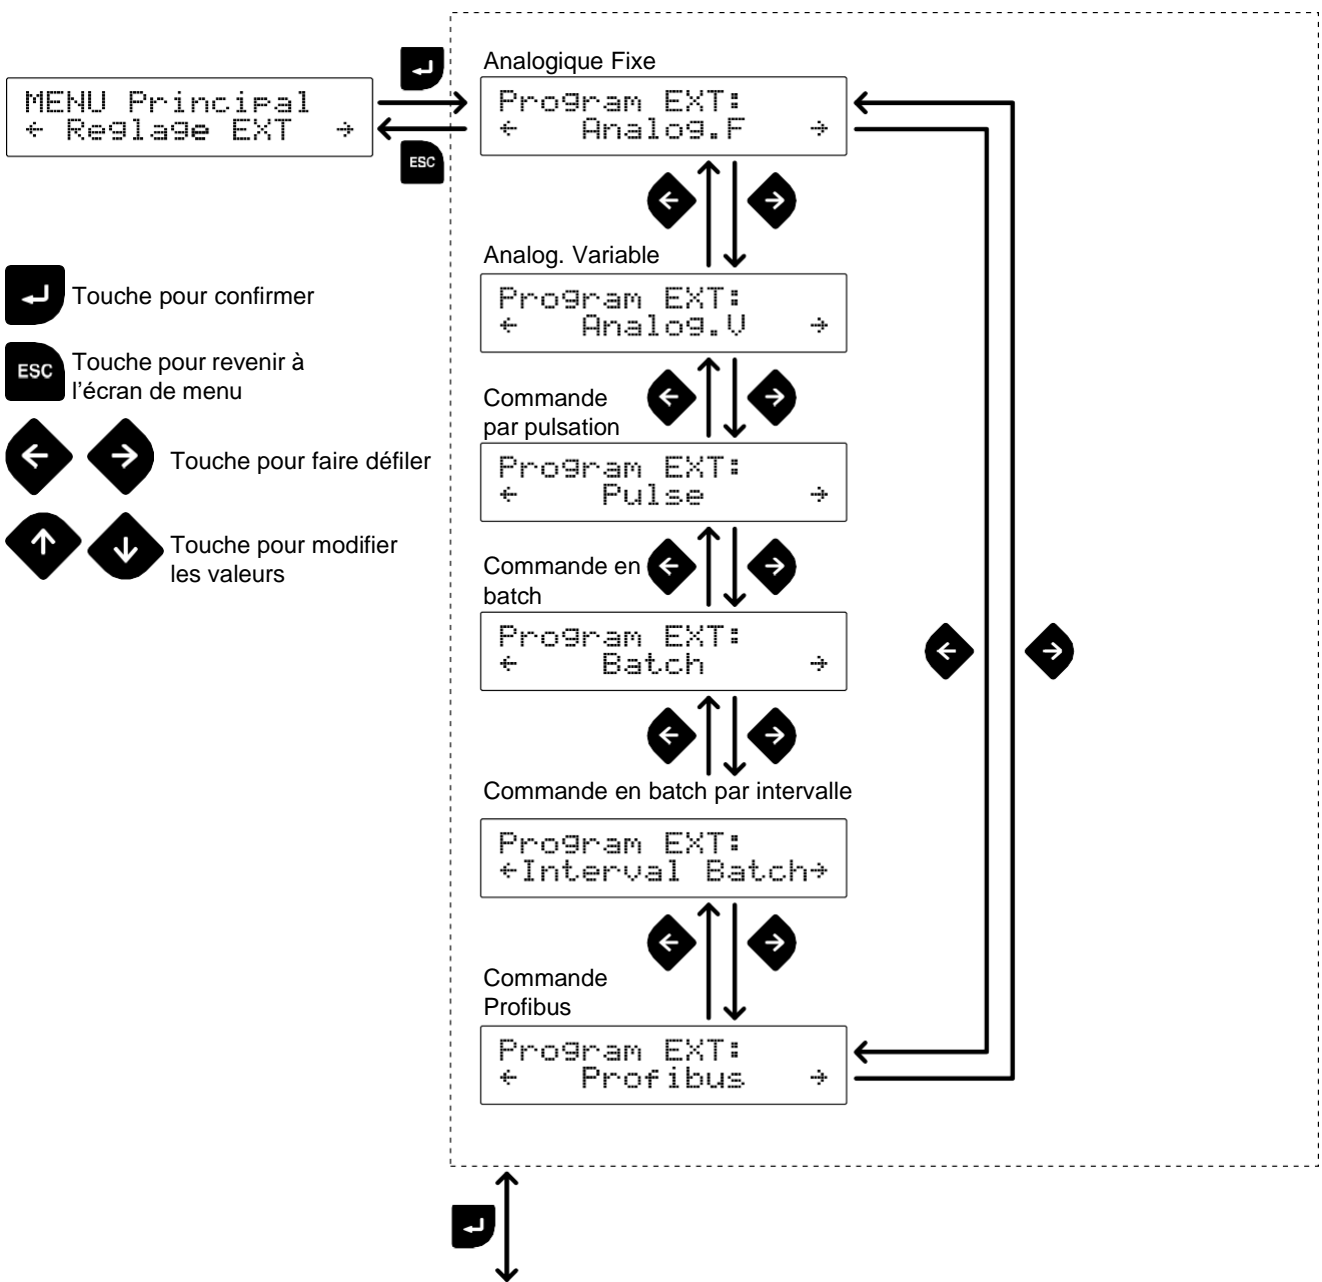 Analogique Fixe
MENU Principal
← Reglage EXT →
Program EXT:
← Analog.F →
ESC
Analog. Variable
Program EXT:
← Analog.V →
Touche pour confirmer
ESC
Touche pour revenir à
l'écran de menu
Touche pour faire défiler
Touche pour modifier
les valeurs
Commande
par pulsation
Program EXT:
← Pulse →
Commande en
batch
Program EXT:
← Batch →
Commande en batch par intervalle
Program EXT:
←Interval Batch→
Commande
Profibus
Program EXT:
← Profibus →